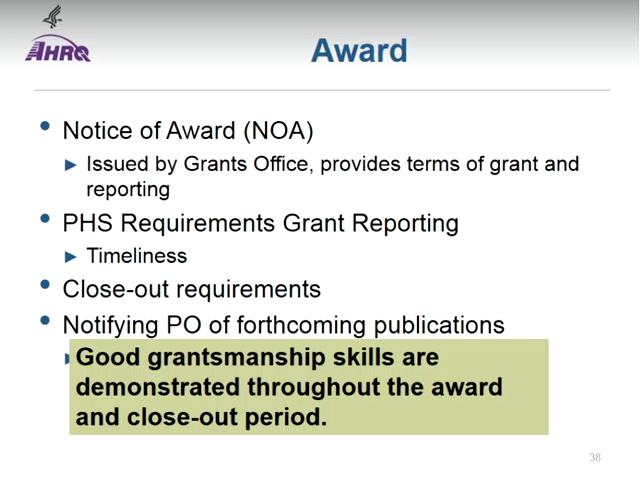 AHRQ
Award
• Notice of Award (NOA)
► Issued by Grants Office, provides terms of grant and
reporting
• PHS Requirements Grant Reporting
► Timeliness
• Close-out requirements
• Notifying PO of forthcoming publications
Good grantsmanship skills are
demonstrated throughout the award
and close-out period.
38